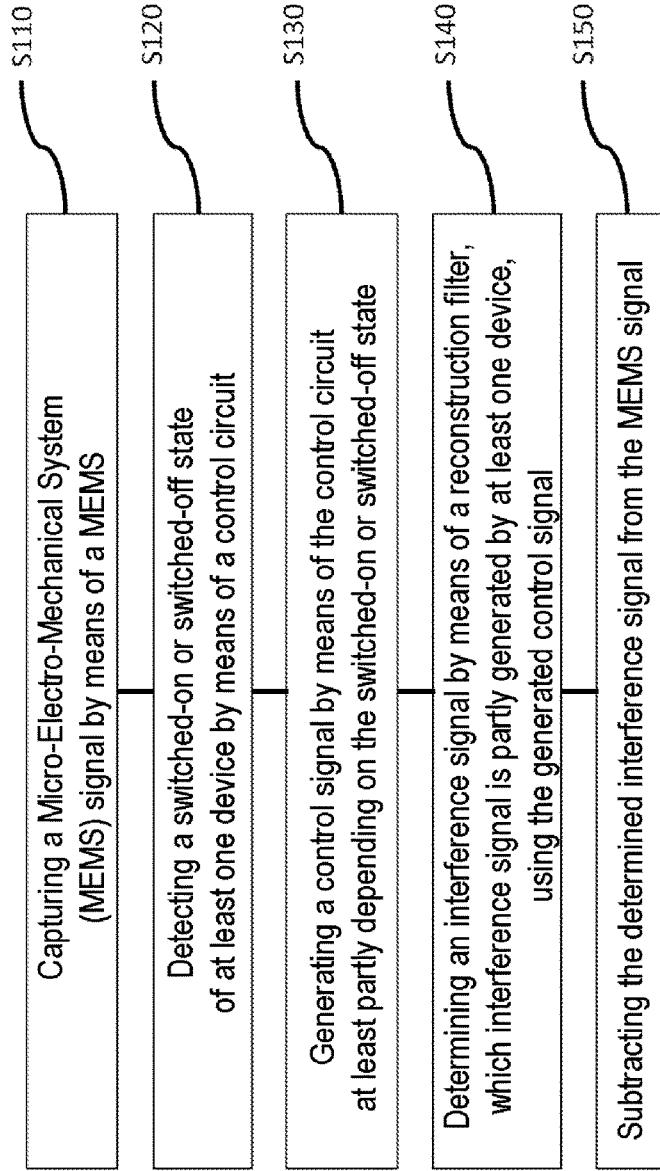 S110
Capturing a Micro-Electro-Mechanical System
(MEMS) signal by means of a MEMS
S120
Detecting a switched-on or switched-off state
of at least one device by means of a control circuit
S130
Generating a control signal by means of the control circuit
at least partly depending on the switched-on or switched-off state
S140
Determining an interference signal by means of a reconstruction filter,
which interference signal is partly generated by at least one device,
using the generated control signal
S150
Subtracting the determined interference signal from the MEMS signal